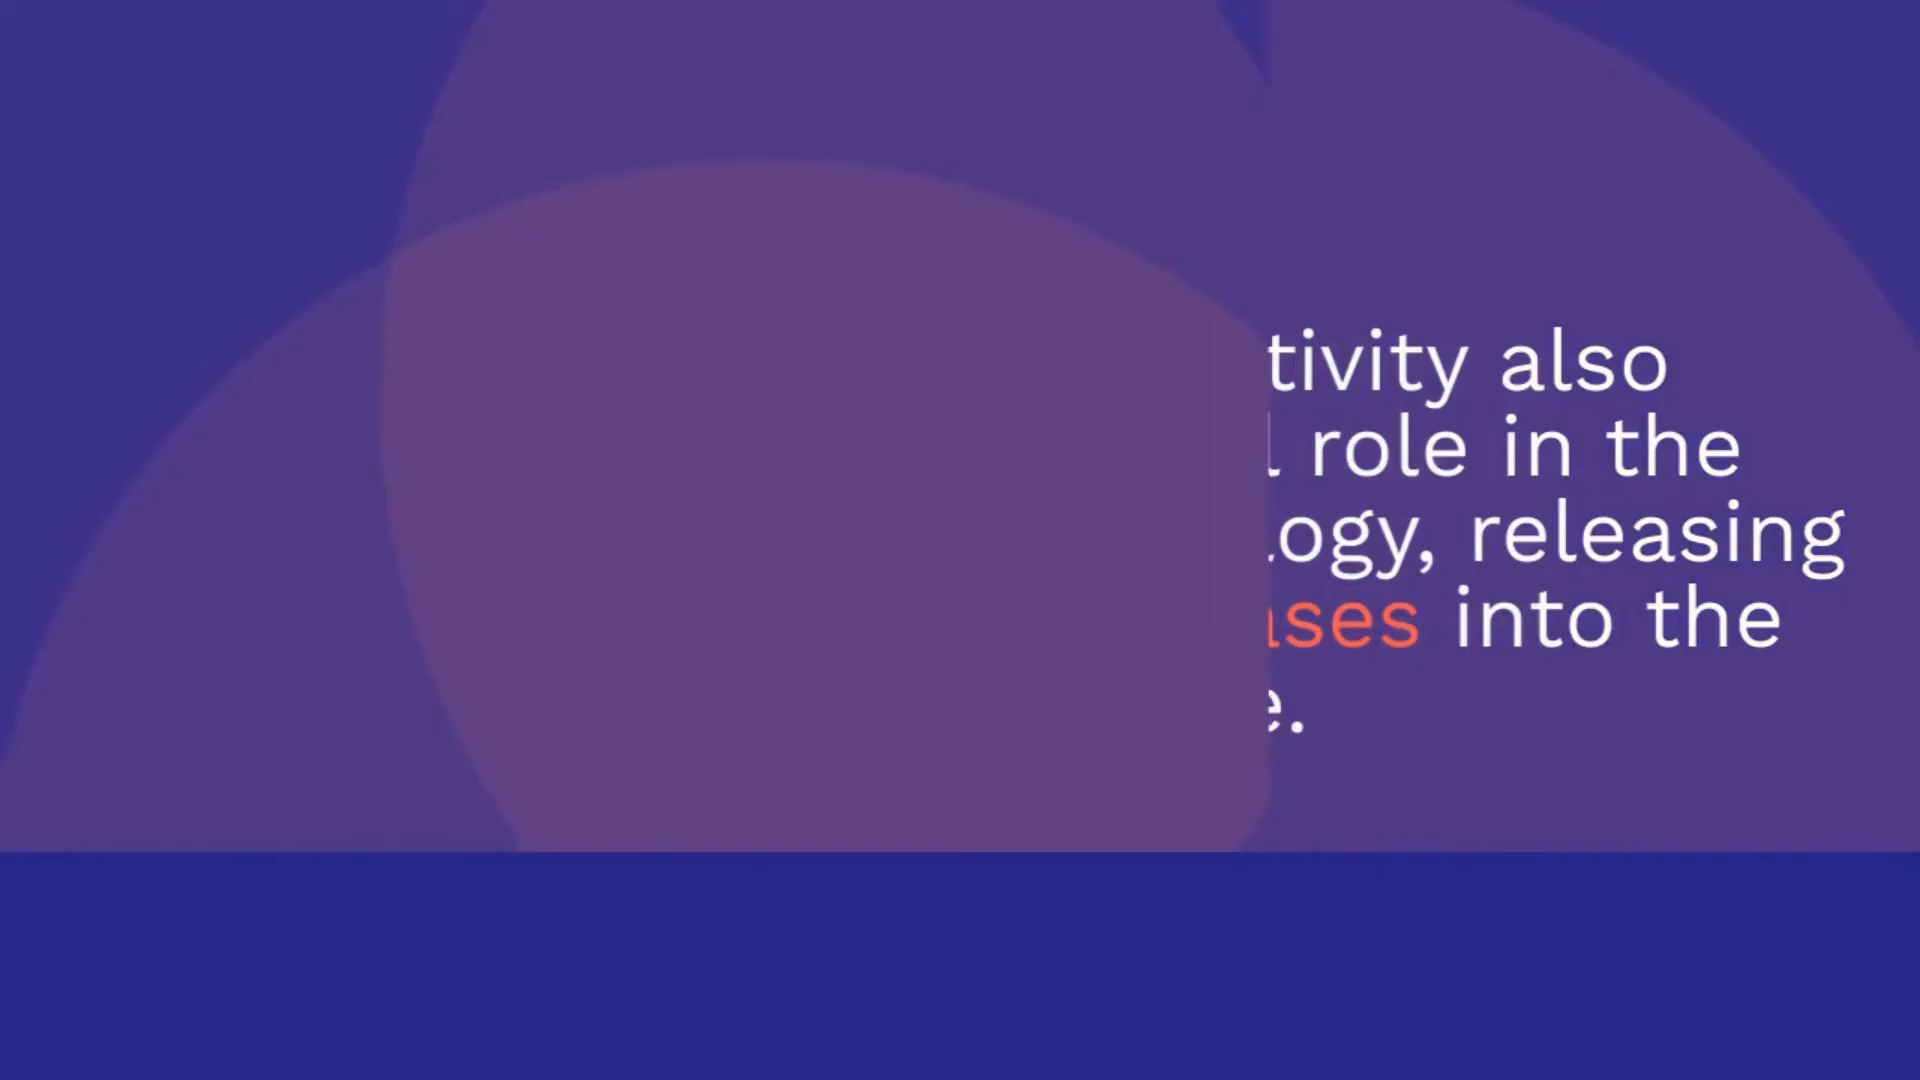 tivity also
role in the
ogy, releasing
ses into the
e.